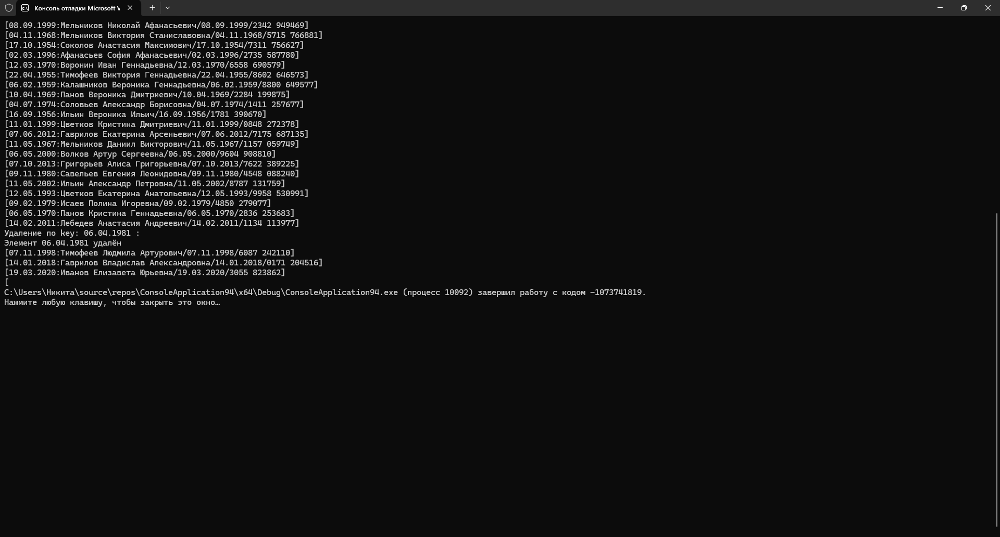 Консоль отладки Microsoft V
[08.09.1999:Мельников Николай Афанасьевич/08.09.1999/2342 949469]
[04.11.1968:Мельников Виктория Станиславовна/04.11.1968/5715 766881]
[17.10.1954:Соколов Анастасия Максимович/17.10.1954/7311 756627]
[02.03.1996:Афанасьев София Афанасьевич/02.03.1996/2735 587780]
[12.03.1970:Воронин Иван Геннадьевна/12.03.1970/6558 690579]
[22.04.1955:Тимофеев Виктория Геннадьевна/22.04.1955/8602 646573]
[06.02.1959:Калашников Вероника Геннадьевна/06.02.1959/8800 649577]
[10.04.1969:Панов Вероника Дмитриевич/10.04.1969/2284 199875]
[04.07.1974:Соловьев Александр Борисовна/04.07.1974/1411 257677]
[16.09.1956:Ильин Вероника Ильич/16.09.1956/1781 390670]
[11.01.1999:Цветков Кристина Дмитриевич/11.01.1999/0848 272378]
[07.06.2012:Гаврилов Екатерина Арсеньевич/07.06.2012/7175 687135]
[11.05.1967:Мельников Даниил Викторович/11.05.1967/1157 059749]
[06.05.2000:Волков Артур Сергеевна/06.05.2000/9604 908810]
[07.10.2013:Григорьев Алиса Григорьевна/07.10.2013/7622 389225]
[09.11.1980:Савельев Евгения Леонидовна/09.11.1980/4548 088240]
[11.05.2002:Ильин Александр Петровна/11.05.2002/8787 131759]
[12.05.1993:Цветков Екатерина Анатольевна/12.05.1993/9958 530991]
[09.02.1979:Исаев Полина Игоревна/09.02.1979/4850 279077]
[06.05.1970:Панов Кристина Геннадьевна/06.05.1970/2836 253683]
[14.02.2011:Лебедев Анастасия Андреевич/14.02.2011/1134 113977]
Удаление по key: 06.04.1981 :
Элемент 06.04.1981 удалён
[07.11.1998:Тимофеев Людмила Артурович/07.11.1998/6087 242110]
[14.01.2018:Гаврилов Владислав Александровна/14.01.2018/0171 204516]
[19.03.2020:Иванов Елизавета Юрьевна/19.03.2020/3055 823862]
[
C:\Users\Никита\source\repos\ConsoleApplication94\x64\Debug\ConsoleApplication94.exe (процесс 10092) завершил работу с кодом -1073741819.
Нажмите любую клавишу, чтобы закрыть это окно…